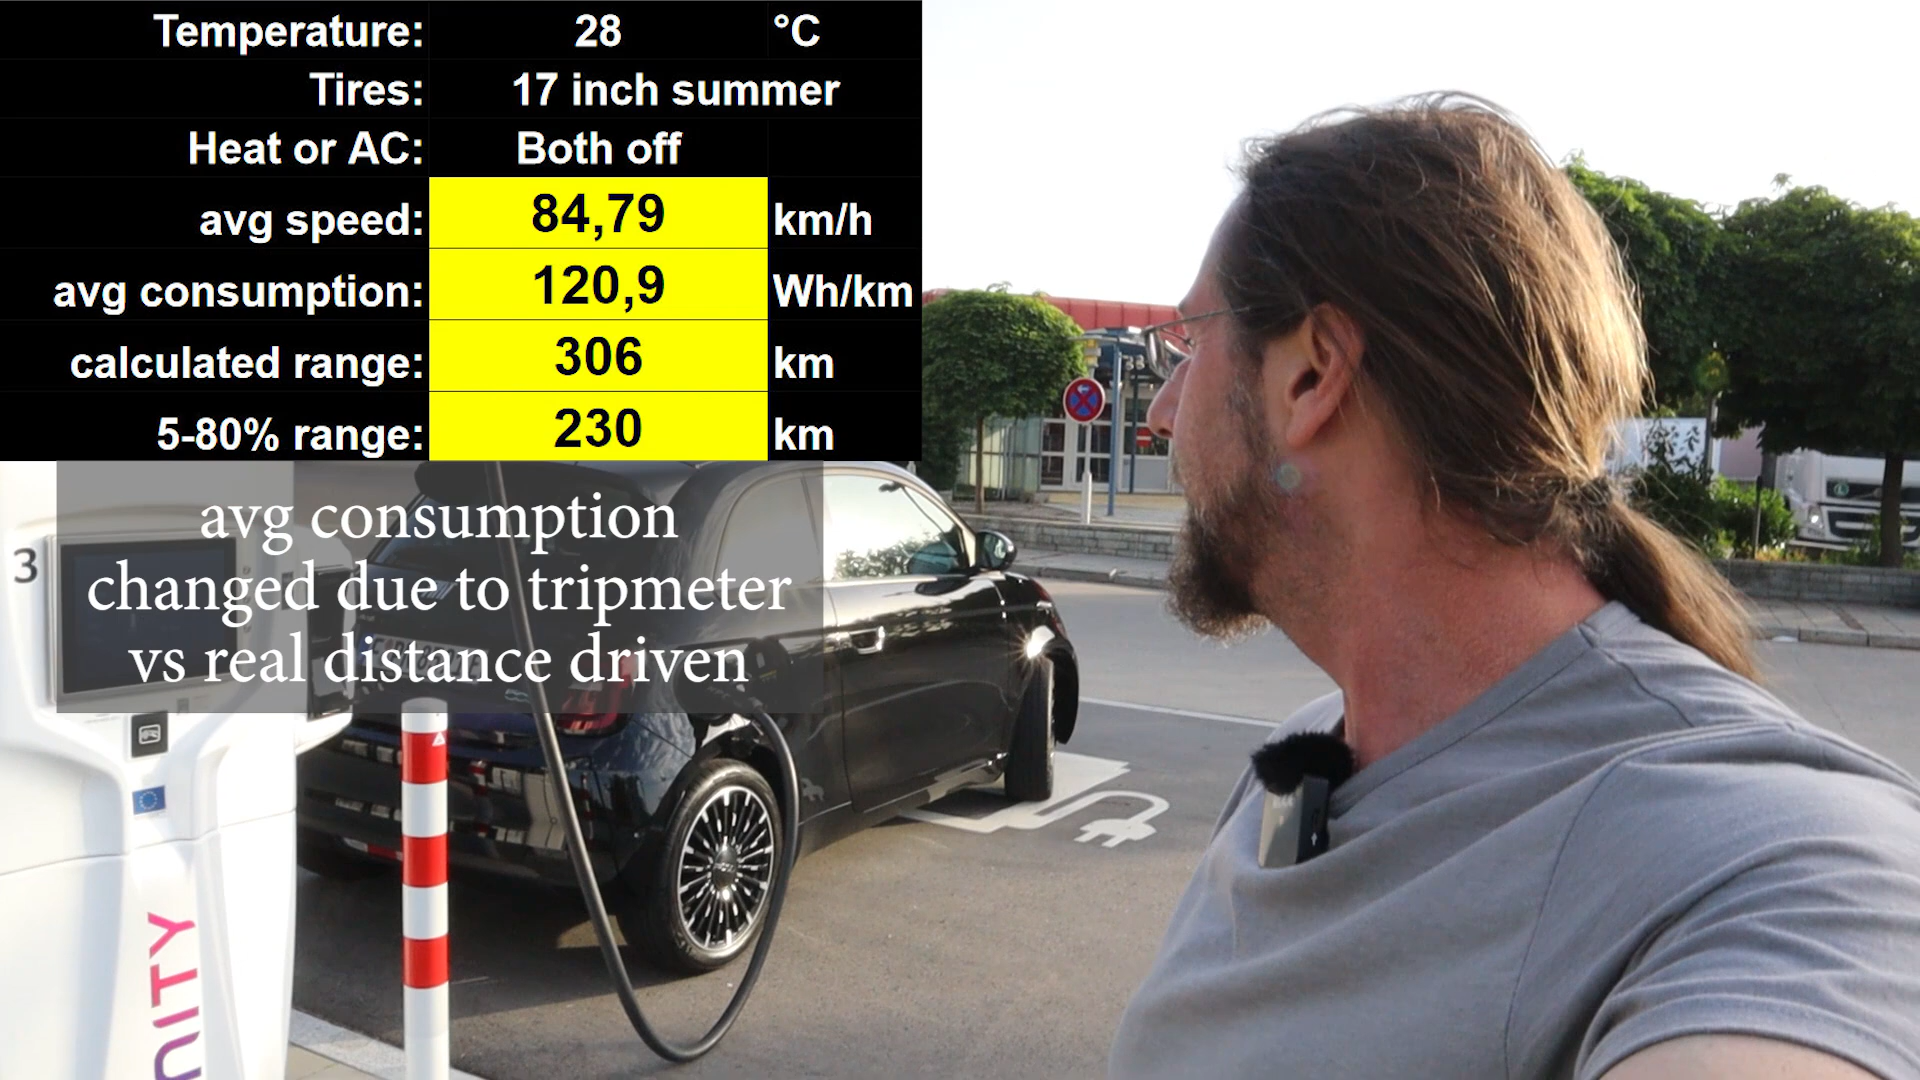 Temperature: 28 °C
Tires: 17 inch summer
Heat or AC: Both off
avg speed: 84,79 km/h
avg consumption: 120,9 Wh/km
calculated range: 306 km
5-80% range: 230 km
avg consumption
changed due to tripmeter
vs real distance driven
3
NITY